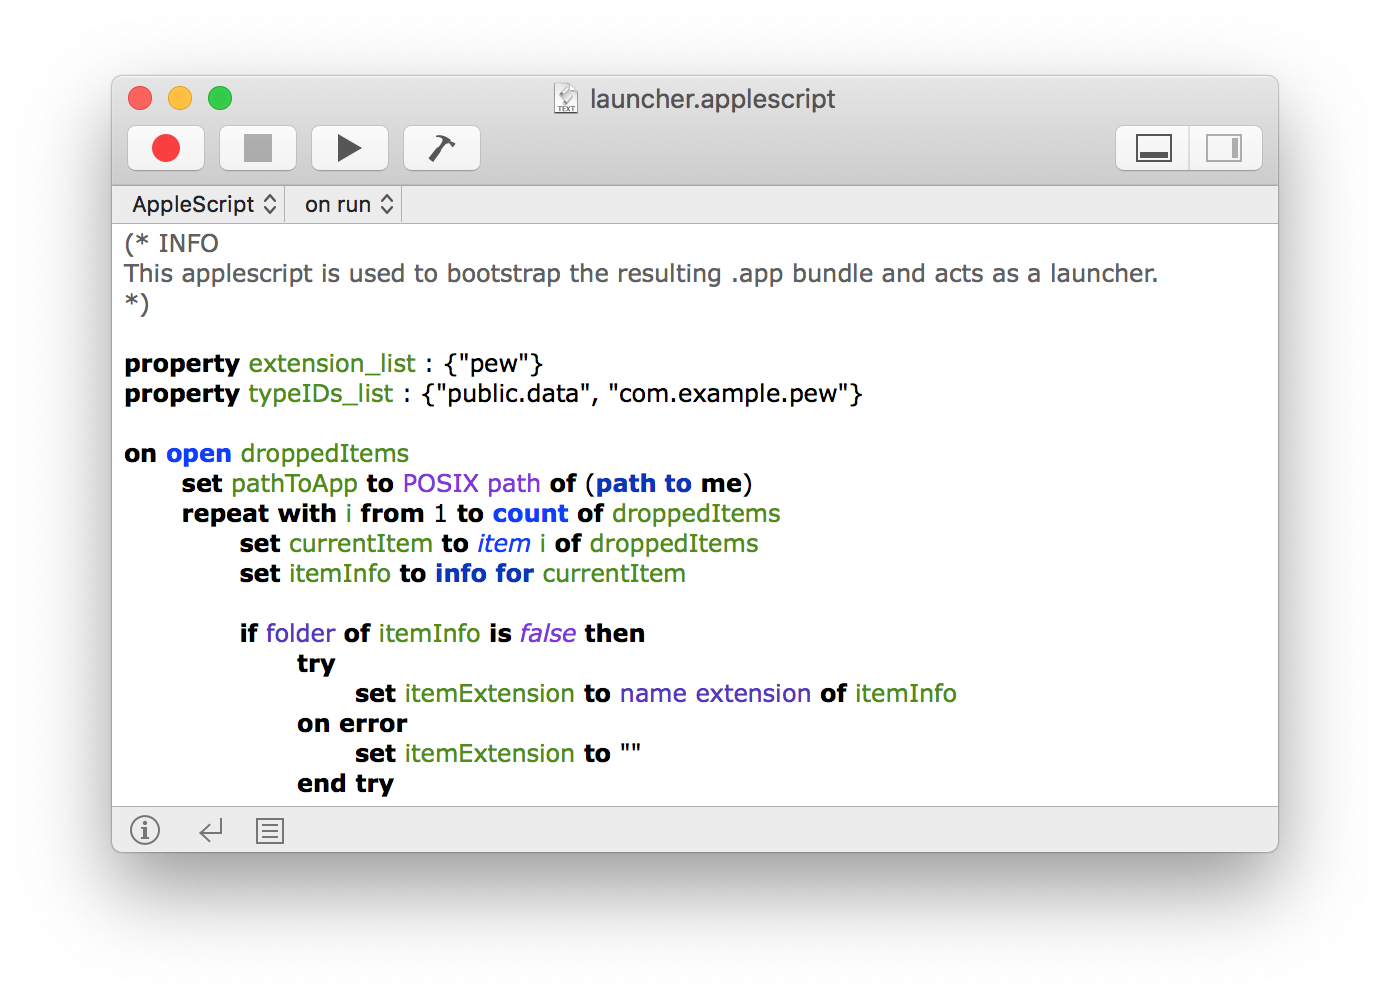 launcher.applescript
AppleScript on run
(* INFO
This applescript is used to bootstrap the resulting .app bundle and acts as a launcher.
*)
property extension_list : {"pew"}
property typeIDs_list : {"public.data", "com.example.pew"}
on open droppedItems
set pathToApp to POSIX path of (path to me)
repeat with i from 1 to count of droppedItems
set currentItem to item i of droppedItems
set itemInfo to info for currentItem
if folder of itemInfo is false then
try
set itemExtension to name extension of itemInfo
on error
set itemExtension to ""
end try